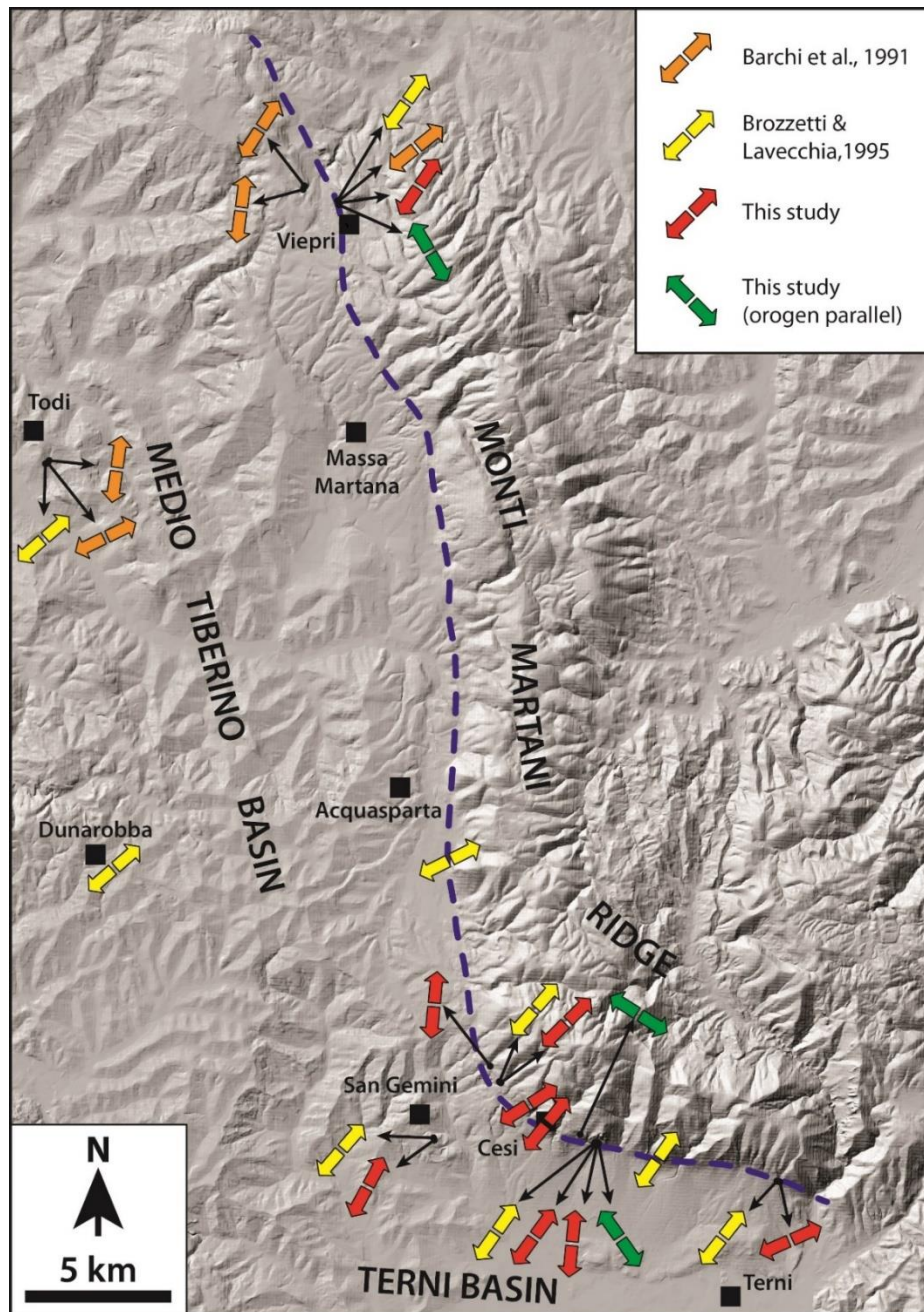 Barchi et al., 1991
Brozzetti &
Lavecchia,1995
This study
This study
(orogen parallel)
Viepri
Todi
Massa
Martana
MEDIO
TIBERINO
BASIN
MONTI
MARTANI
RIDGE
Acquasparta
Dunarobba
San Gemini
Cesi
N
5 km
TERNI BASIN
Terni